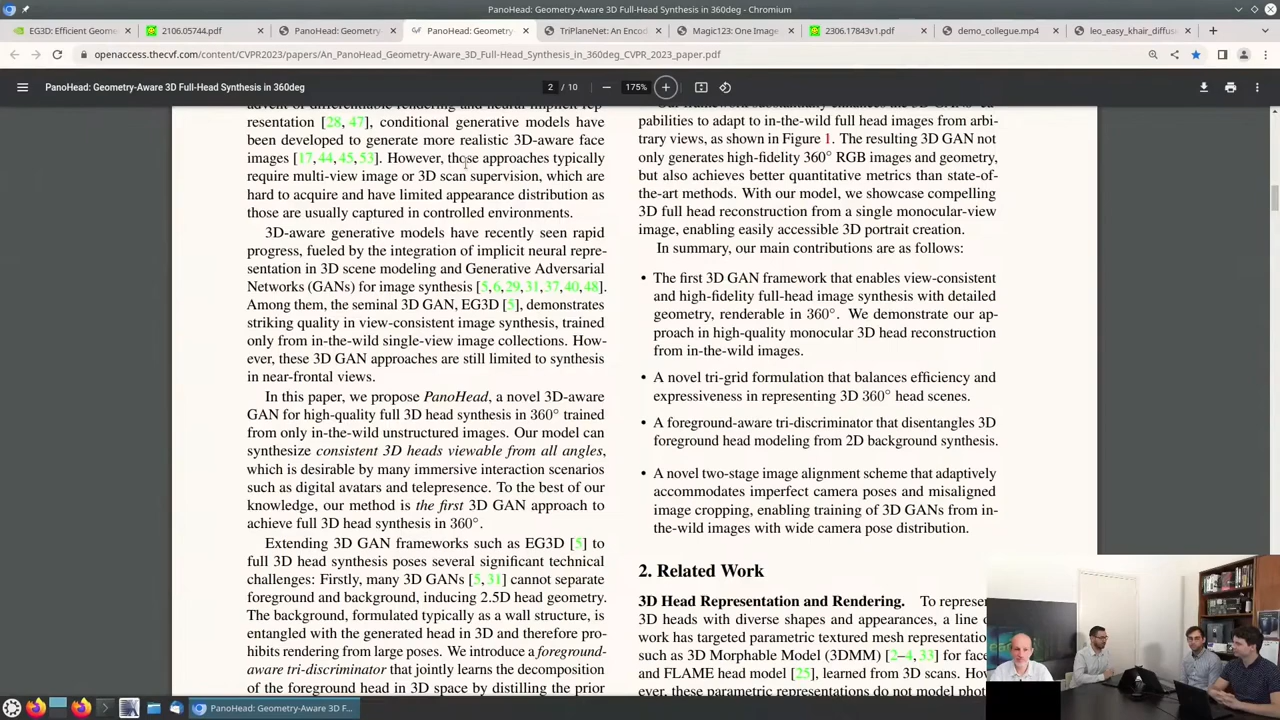 PanoHead: Geometry-Aware 3D Full-Head Synthesis in 360deg - Chromium
EG3D: Efficient Geome
2106.05744.pdf
PanoHead: Geometry-
PanoHead: Geometry-
TriPlaneNet: An Encod
Magic123: One Image
2306.17843v1.pdf
demo_collegue.mp4
leo_easy_khair_diffus
openaccess.thecvf.com/content/CVPR2023/papers/An_PanoHead_Geometry-Aware_3D_Full-Head_Synthesis_in_360deg_CVPR_2023_paper.pdf
PanoHead: Geometry-Aware 3D Full-Head Synthesis in 360deg
2 / 10
175%
advent of differentiable rendering and neural implicit rep-
resentation [28, 47], conditional generative models have
been developed to generate more realistic 3D-aware face
images [17, 44, 45, 53]. However, those approaches typically
require multi-view image or 3D scan supervision, which are
hard to acquire and have limited appearance distribution as
those are usually captured in controlled environments.
3D-aware generative models have recently seen rapid
progress, fueled by the integration of implicit neural repre-
sentation in 3D scene modeling and Generative Adversarial
Networks (GANs) for image synthesis [5,6,29,31,37,40,48].
Among them, the seminal 3D GAN, EG3D [5], demonstrates
striking quality in view-consistent image synthesis, trained
only from in-the-wild single-view image collections. How-
ever, these 3D GAN approaches are still limited to synthesis
in near-frontal views.
In this paper, we propose PanoHead, a novel 3D-aware
GAN for high-quality full 3D head synthesis in 360° trained
from only in-the-wild unstructured images. Our model can
synthesize consistent 3D heads viewable from all angles,
which is desirable by many immersive interaction scenarios
such as digital avatars and telepresence. To the best of our
knowledge, our method is the first 3D GAN approach to
achieve full 3D head synthesis in 360°.
Extending 3D GAN frameworks such as EG3D [5] to
full 3D head synthesis poses several significant technical
challenges: Firstly, many 3D GANs [5, 31] cannot separate
foreground and background, inducing 2.5D head geometry.
The background, formulated typically as a wall structure, is
entangled with the generated head in 3D and therefore pro-
hibits rendering from large poses. We introduce a foreground-
aware tri-discriminator that jointly learns the decomposition
of the foreground head in 3D space by distilling the prior
Our framework substantially enhances the 3D GANs' ca-
pabilities to adapt to in-the-wild full head images from arbi-
trary views, as shown in Figure 1. The resulting 3D GAN not
only generates high-fidelity 360° RGB images and geometry,
but also achieves better quantitative metrics than state-of-
the-art methods. With our model, we showcase compelling
3D full head reconstruction from a single monocular-view
image, enabling easily accessible 3D portrait creation.
In summary, our main contributions are as follows:
• The first 3D GAN framework that enables view-consistent
and high-fidelity full-head image synthesis with detailed
geometry, renderable in 360°. We demonstrate our ap-
proach in high-quality monocular 3D head reconstruction
from in-the-wild images.
• A novel tri-grid formulation that balances efficiency and
expressiveness in representing 3D 360° head scenes.
• A foreground-aware tri-discriminator that disentangles 3D
foreground head modeling from 2D background synthesis.
• A novel two-stage image alignment scheme that adaptively
accommodates imperfect camera poses and misaligned
image cropping, enabling training of 3D GANs from in-
the-wild images with wide camera pose distribution.
2. Related Work
3D Head Representation and Rendering. To represen
3D heads with diverse shapes and appearances, a line o
work has targeted parametric textured mesh representatio
such as 3D Morphable Model (3DMM) [2–4, 33] for face
and FLAME head model [25], learned from 3D scans. How
ever, these parametric representations do not model photo
PanoHead: Geometry-Aware 3D F...